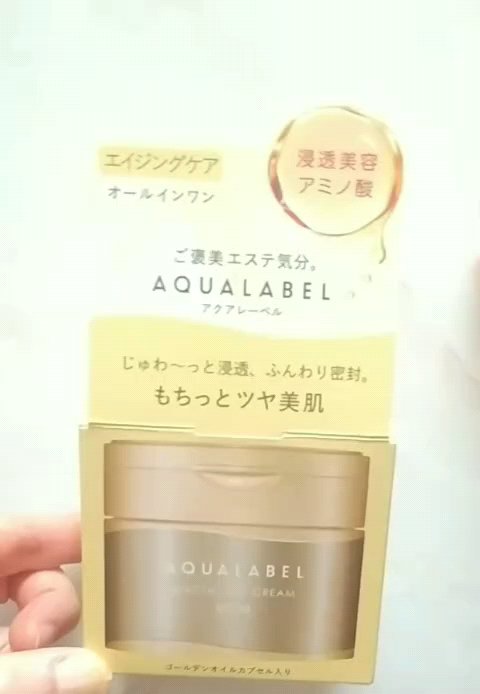 エイジングケア
オールインワン
浸透美容
アミノ酸
ご褒美エステ気分。
AQUALABEL
アクアレーベル
じゅわ〜っと浸透、ふんわり密封。
もちっとツヤ美肌
AQUALABEL
CREAM
ゴールデンオイルカプセル入り